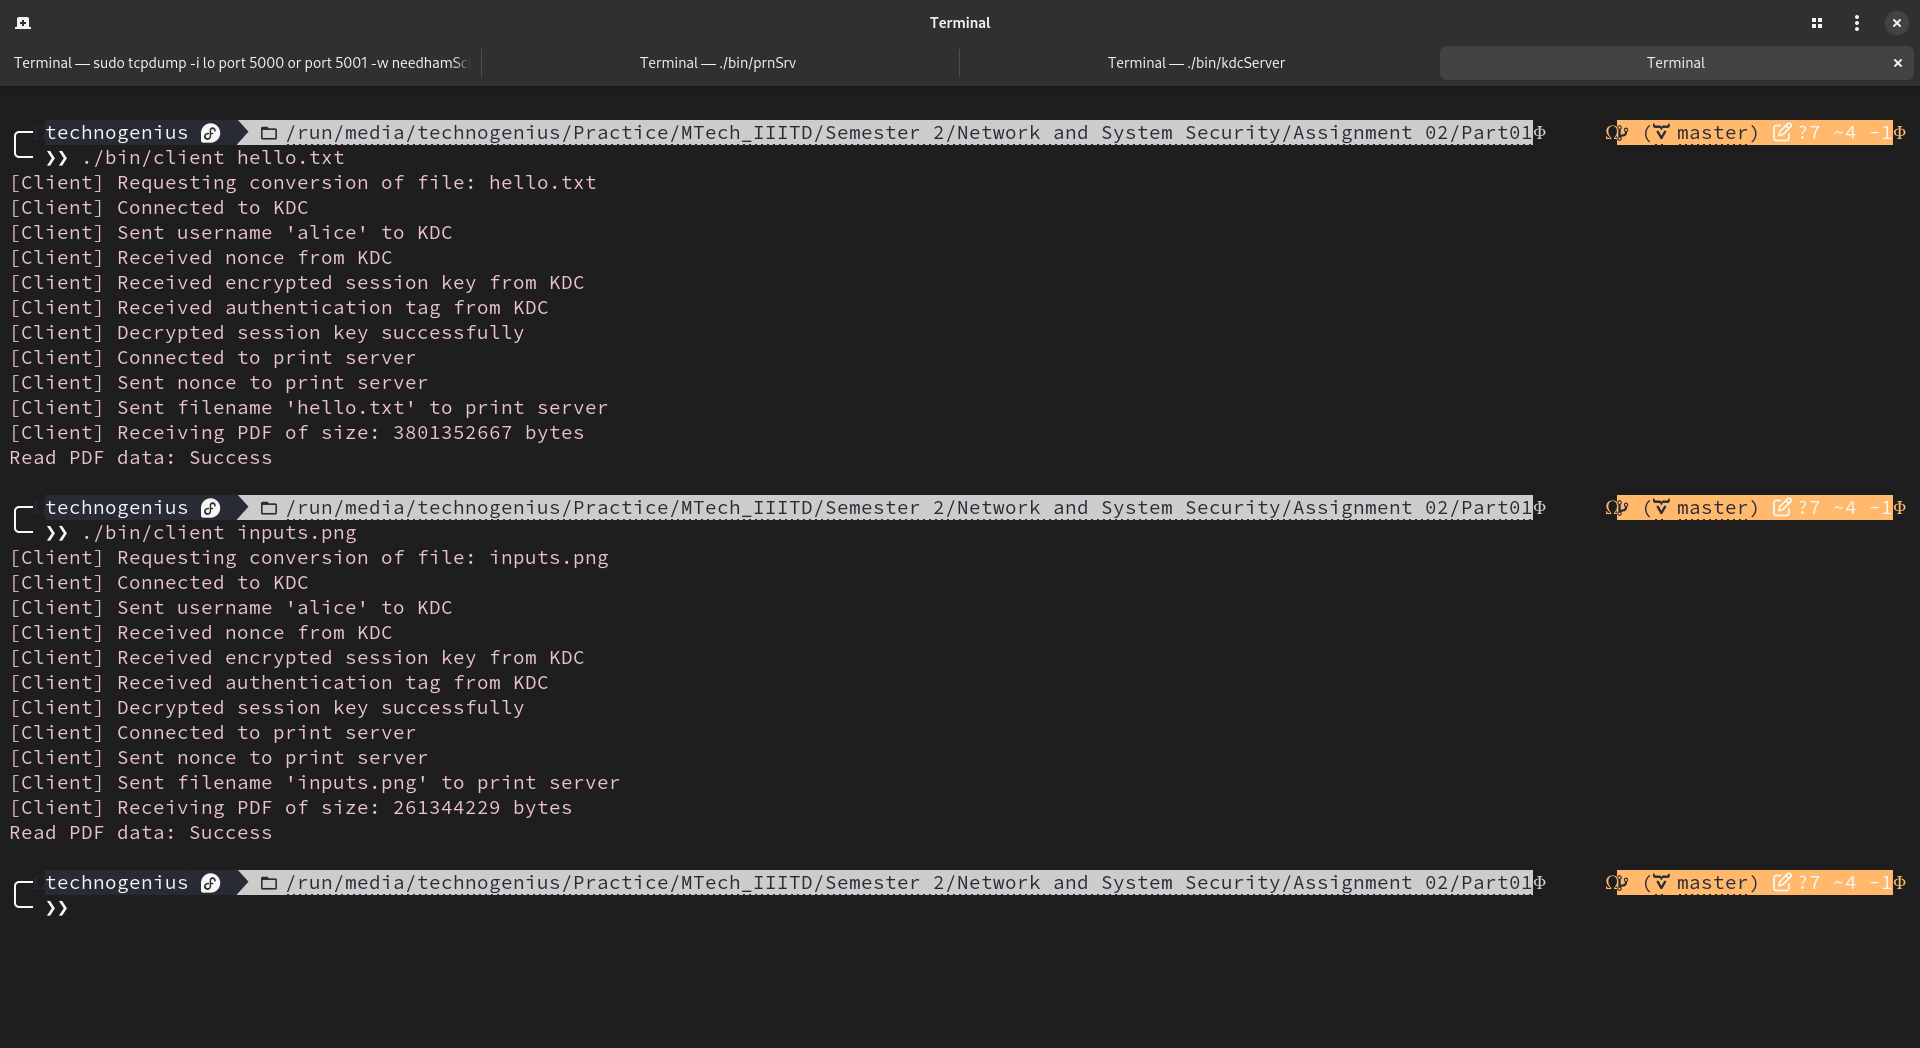 Terminal
Terminal — sudo tcpdump -i lo port 5000 or port 5001 -w needhamSc
Terminal — ./bin/prnSrv
Terminal — ./bin/kdcServer
Terminal
technogenius /run/media/technogenius/Practice/MTech_IIITD/Semester 2/Network and System Security/Assignment 02/Part01Φ Ω (master) ?7 ~4 -1Φ
❯❯ ./bin/client hello.txt
[Client] Requesting conversion of file: hello.txt
[Client] Connected to KDC
[Client] Sent username 'alice' to KDC
[Client] Received nonce from KDC
[Client] Received encrypted session key from KDC
[Client] Received authentication tag from KDC
[Client] Decrypted session key successfully
[Client] Connected to print server
[Client] Sent nonce to print server
[Client] Sent filename 'hello.txt' to print server
[Client] Receiving PDF of size: 3801352667 bytes
Read PDF data: Success
technogenius /run/media/technogenius/Practice/MTech_IIITD/Semester 2/Network and System Security/Assignment 02/Part01Φ Ω (master) ?7 ~4 -1Φ
❯❯ ./bin/client inputs.png
[Client] Requesting conversion of file: inputs.png
[Client] Connected to KDC
[Client] Sent username 'alice' to KDC
[Client] Received nonce from KDC
[Client] Received encrypted session key from KDC
[Client] Received authentication tag from KDC
[Client] Decrypted session key successfully
[Client] Connected to print server
[Client] Sent nonce to print server
[Client] Sent filename 'inputs.png' to print server
[Client] Receiving PDF of size: 261344229 bytes
Read PDF data: Success
technogenius /run/media/technogenius/Practice/MTech_IIITD/Semester 2/Network and System Security/Assignment 02/Part01Φ Ω (master) ?7 ~4 -1Φ
❯❯